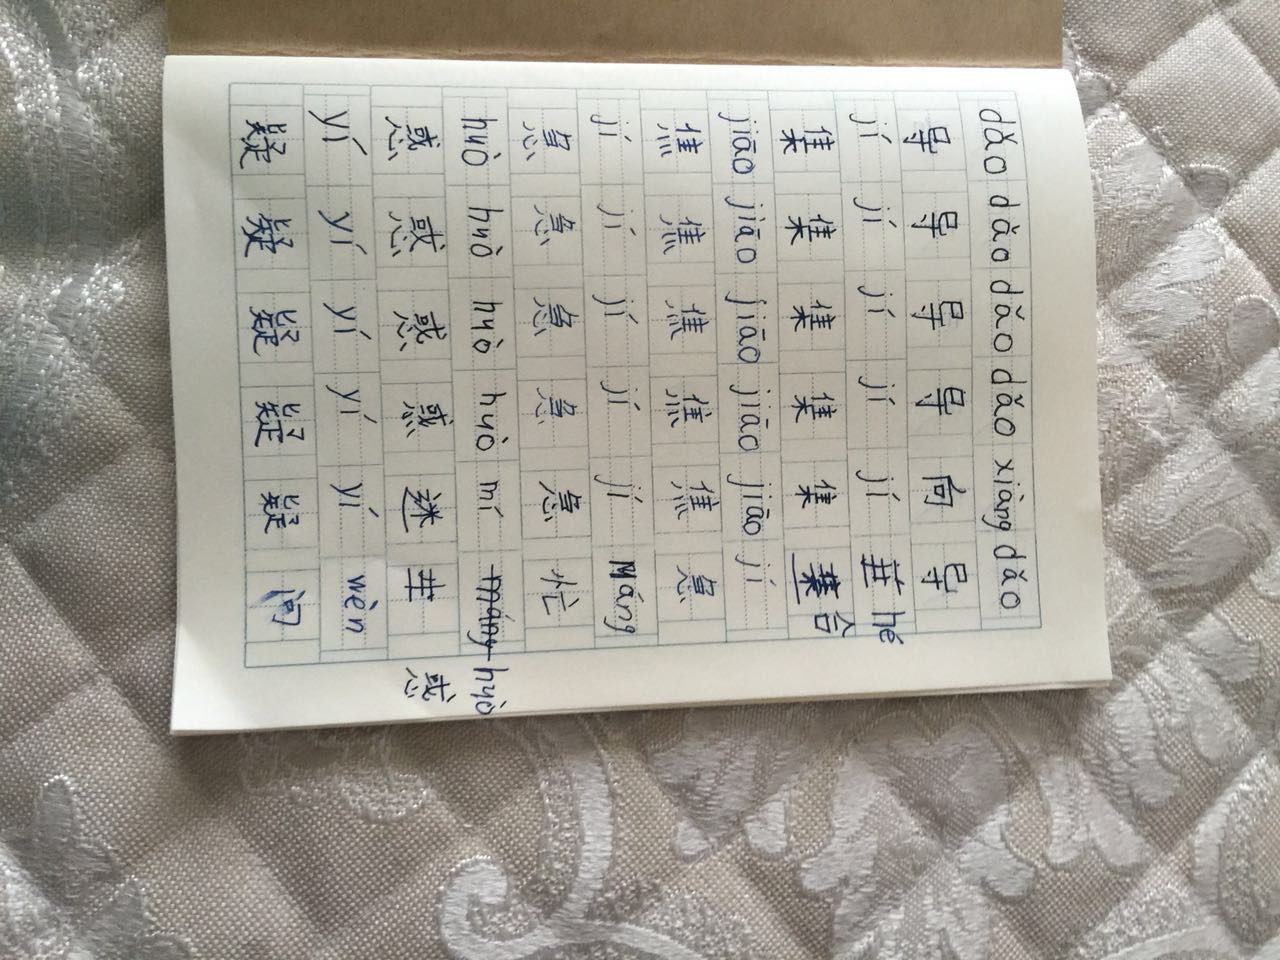 dǎo dǎo dǎo dǎo xiàng dǎo
导 导 导 导 向 导
jí jí jí jí jí hé
集 集 集 集 集 合
jiāo jiāo jiāo jiāo jiāo jí
焦 焦 焦 焦 焦 急
jí jí jí jí jí Máng
急 急 急 急 急 忙
huò huò huò huò mí máng huò
惑 惑 惑 惑 迷 惑
yí yí yí yí yí wèn
疑 疑 疑 疑 疑 问